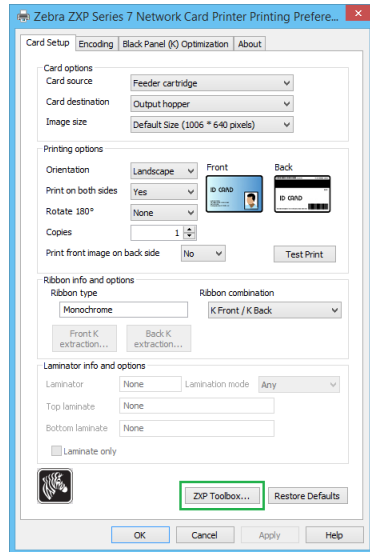 Zebra ZXP Series 7 Network Card Printer Printing Prefere...
Card Setup Encoding Black Panel (K) Optimization About
Card options
Card source Feeder cartridge
Card destination Output hopper
Image size Default Size (1006 * 640 pixels)
Printing options
Orientation Landscape Front Back
Print on both sides Yes ID CARD ID CARD
Rotate 180° None
Copies 1
Print front image on back side No Test Print
Ribbon info and options
Ribbon type Ribbon combination
Monochrome K Front / K Back
Front K extraction... Back K extraction...
Laminator info and options
Laminator None Lamination mode Any
Top laminate None
Bottom laminate None
Laminate only
ZXP Toolbox... Restore Defaults
OK Cancel Apply Help